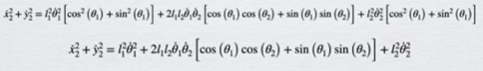 ẋ₂² + ẏ₂² = l₁²θ̇₁² [cos² (θ₁) + sin² (θ₁)] + 2l₁l₂θ̇₁θ̇₂ [cos (θ₁) cos (θ₂) + sin (θ₁) sin (θ₂)] + l₂²θ̇₂² [cos² (θ₁) + sin² (θ₁)]
ẋ₂² + ẏ₂² = l₁²θ̇₁² + 2l₁l₂θ̇₁θ̇₂ [cos (θ₁) cos (θ₂) + sin (θ₁) sin (θ₂)] + l₂²θ̇₂²